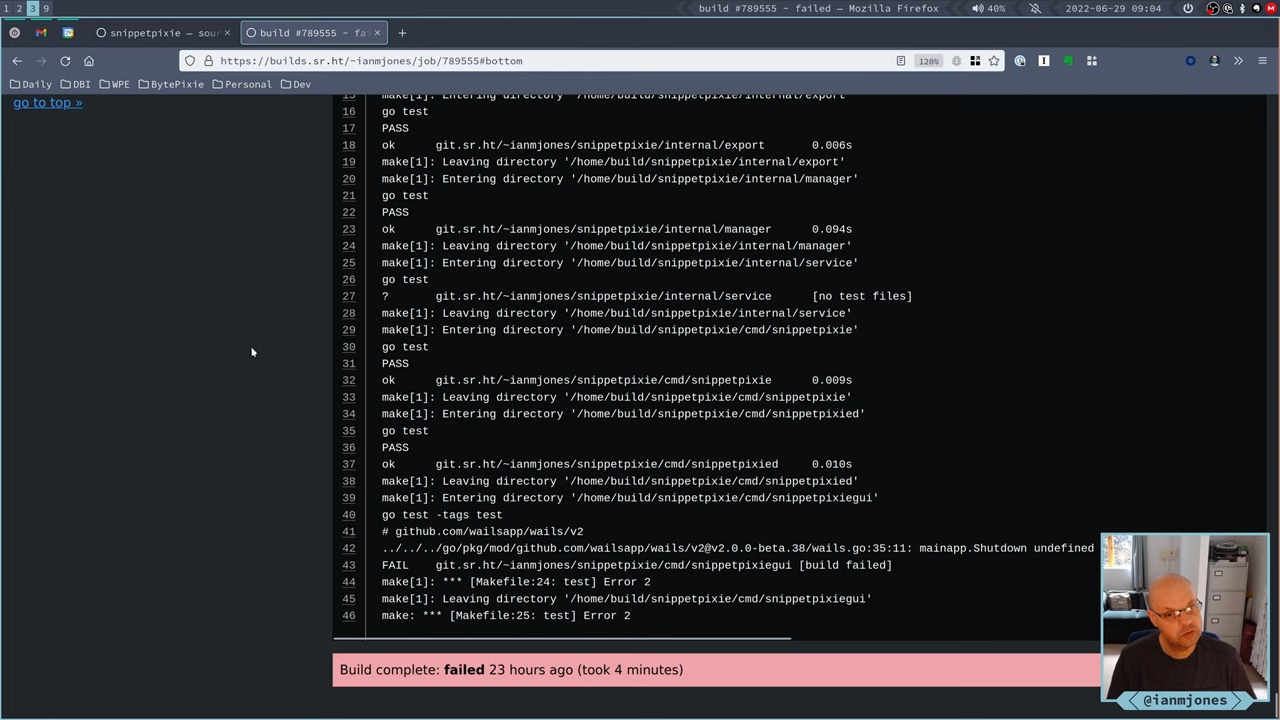 1 2 3 9
build #789555 - failed — Mozilla Firefox
40%
2022-06-29 09:04
snippetpixie — sour
build #789555 - fai
https://builds.sr.ht/~ianmjones/job/789555#bottom
120%
Daily
DBI
WPE
BytePixie
Personal
Dev
go to top »
15 make[1]: Entering directory '/home/build/snippetpixie/internal/export'
16 go test
17 PASS
18 ok git.sr.ht/~ianmjones/snippetpixie/internal/export 0.006s
19 make[1]: Leaving directory '/home/build/snippetpixie/internal/export'
20 make[1]: Entering directory '/home/build/snippetpixie/internal/manager'
21 go test
22 PASS
23 ok git.sr.ht/~ianmjones/snippetpixie/internal/manager 0.094s
24 make[1]: Leaving directory '/home/build/snippetpixie/internal/manager'
25 make[1]: Entering directory '/home/build/snippetpixie/internal/service'
26 go test
27 ? git.sr.ht/~ianmjones/snippetpixie/internal/service [no test files]
28 make[1]: Leaving directory '/home/build/snippetpixie/internal/service'
29 make[1]: Entering directory '/home/build/snippetpixie/cmd/snippetpixie'
30 go test
31 PASS
32 ok git.sr.ht/~ianmjones/snippetpixie/cmd/snippetpixie 0.009s
33 make[1]: Leaving directory '/home/build/snippetpixie/cmd/snippetpixie'
34 make[1]: Entering directory '/home/build/snippetpixie/cmd/snippetpixied'
35 go test
36 PASS
37 ok git.sr.ht/~ianmjones/snippetpixie/cmd/snippetpixied 0.010s
38 make[1]: Leaving directory '/home/build/snippetpixie/cmd/snippetpixied'
39 make[1]: Entering directory '/home/build/snippetpixie/cmd/snippetpixiegui'
40 go test -tags test
41 # github.com/wailsapp/wails/v2
42 ../../../go/pkg/mod/github.com/wailsapp/wails/v2@v2.0.0-beta.38/wails.go:35:11: mainapp.Shutdown undefined
43 FAIL git.sr.ht/~ianmjones/snippetpixie/cmd/snippetpixiegui [build failed]
44 make[1]: *** [Makefile:24: test] Error 2
45 make[1]: Leaving directory '/home/build/snippetpixie/cmd/snippetpixiegui'
46 make: *** [Makefile:25: test] Error 2
Build complete: failed 23 hours ago (took 4 minutes)
@ianmjones